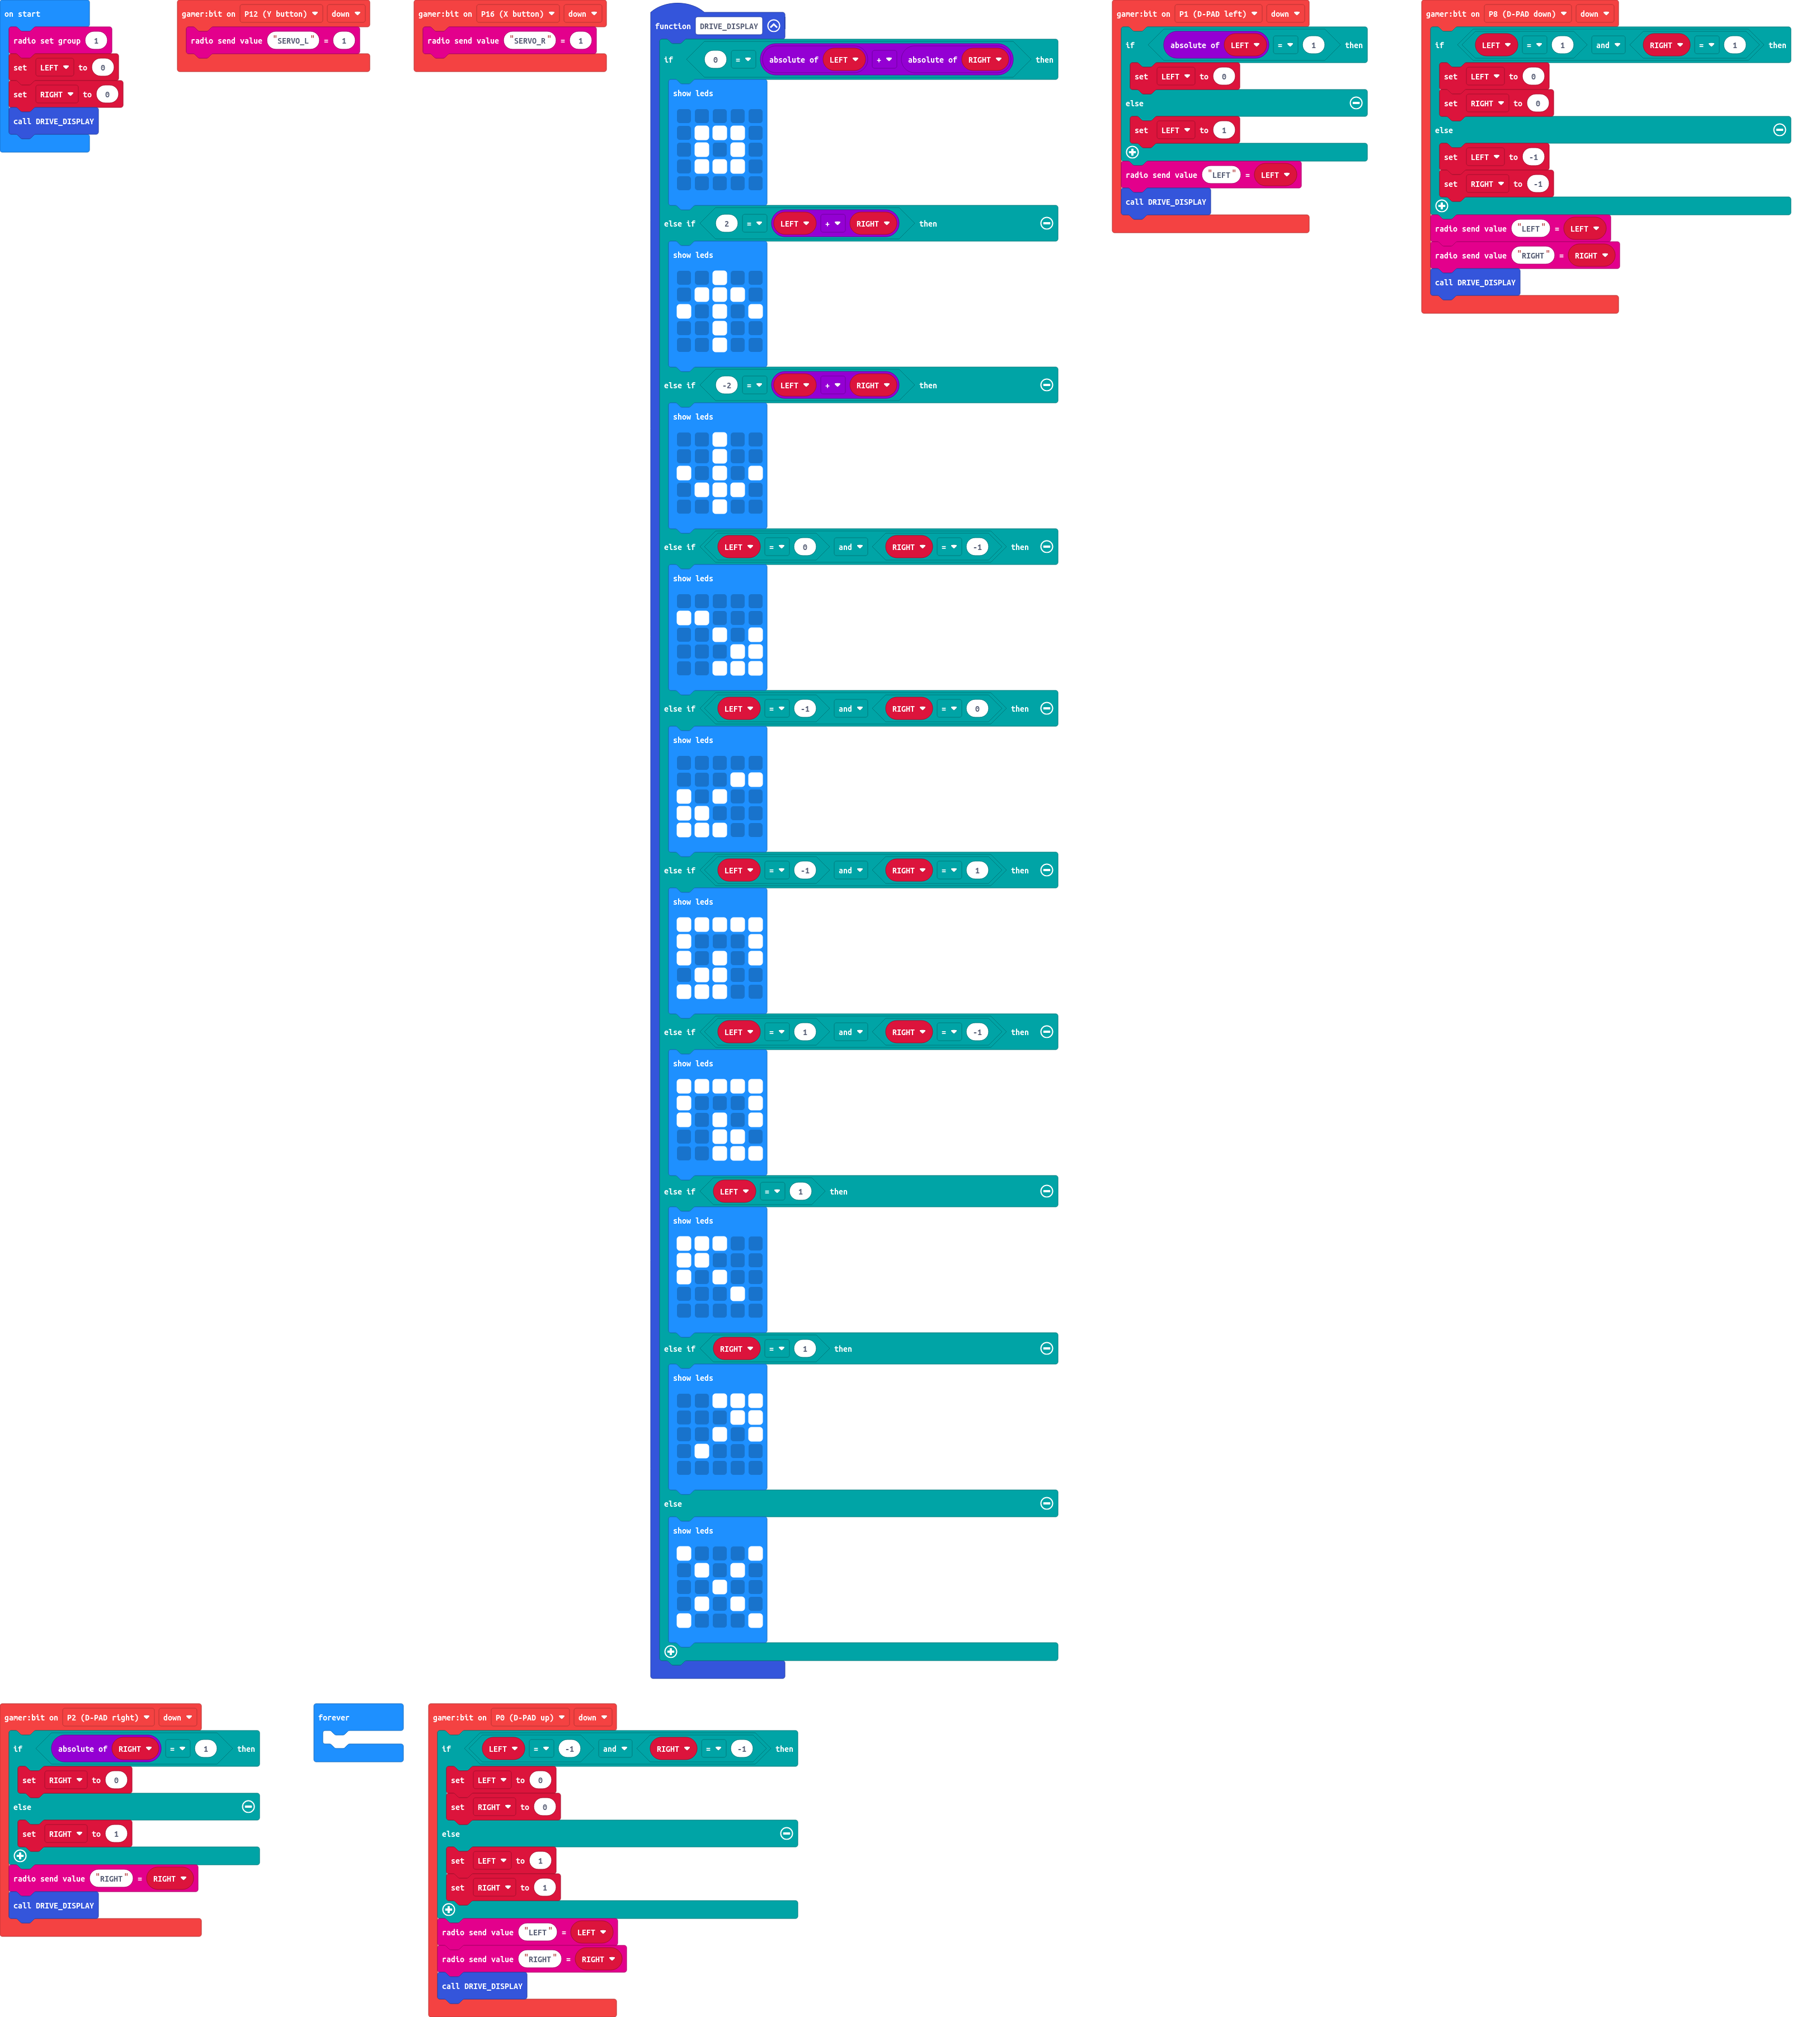 on start
radio set group 1
set LEFT to 0
set RIGHT to 0
call DRIVE_DISPLAY
gamer:bit on P12 (Y button) down
radio send value "SERVO_L" = 1
gamer:bit on P16 (X button) down
radio send value "SERVO_R" = 1
function DRIVE_DISPLAY
if 0 = absolute of LEFT + absolute of RIGHT then
show leds
else if 2 = LEFT + RIGHT then
show leds
else if -2 = LEFT + RIGHT then
show leds
else if LEFT = 0 and RIGHT = -1 then
show leds
else if LEFT = -1 and RIGHT = 0 then
show leds
else if LEFT = -1 and RIGHT = 1 then
show leds
else if LEFT = 1 and RIGHT = -1 then
show leds
else if LEFT = 1 then
show leds
else if RIGHT = 1 then
show leds
else
show leds
gamer:bit on P1 (D-PAD left) down
if absolute of LEFT = 1 then
set LEFT to 0
else
set LEFT to 1
radio send value "LEFT" = LEFT
call DRIVE_DISPLAY
gamer:bit on P8 (D-PAD down) down
if LEFT = 1 and RIGHT = 1 then
set LEFT to 0
set RIGHT to 0
else
set LEFT to -1
set RIGHT to -1
radio send value "LEFT" = LEFT
radio send value "RIGHT" = RIGHT
call DRIVE_DISPLAY
gamer:bit on P2 (D-PAD right) down
if absolute of RIGHT = 1 then
set RIGHT to 0
else
set RIGHT to 1
radio send value "RIGHT" = RIGHT
call DRIVE_DISPLAY
forever
gamer:bit on P0 (D-PAD up) down
if LEFT = -1 and RIGHT = -1 then
set LEFT to 0
set RIGHT to 0
else
set LEFT to 1
set RIGHT to 1
radio send value "LEFT" = LEFT
radio send value "RIGHT" = RIGHT
call DRIVE_DISPLAY